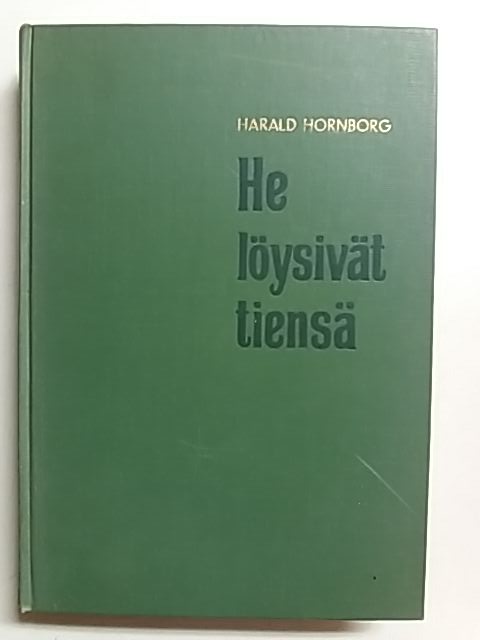 HARALD HORNBORG
He
löysivät
tiensä